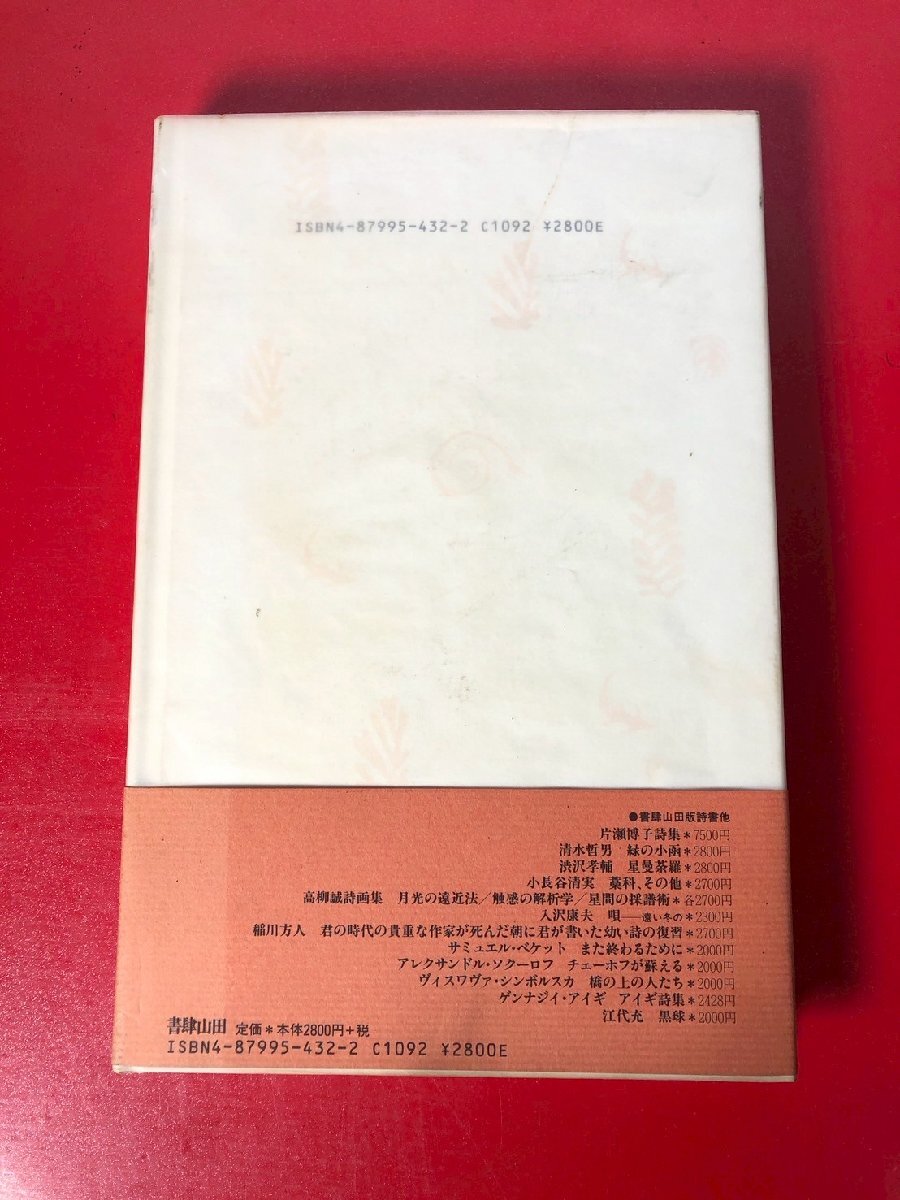 ISBN4-87995-432-2 C1092 ¥2800E
●書肆山田版詩書他
片瀬博子詩集*7500円
清水哲男 緑の小函*2800円
渋沢孝輔 星曼荼羅*2800円
小長谷清実 藁科、その他*2700円
高柳誠詩画集 月光の遠近法/触感の解析学/星間の採譜術*各2700円
入沢康夫 唄──遠い冬の*2300円
稲川方人 君の時代の貴重な作家が死んだ朝に君が書いた幼い詩の復習*2700円
サミュエル・ベケット また終わるために*2000円
アレクサンドル・ソクーロフ チェーホフが蘇える*2000円
ヴィスワヴァ・シンボルスカ 橋の上の人たち*2000円
ゲンナジイ・アイギ アイギ詩集*2428円
江代充 黒球*2000円
書肆山田 定価*本体2800円+税
ISBN4-87995-432-2 C1092 ¥2800E